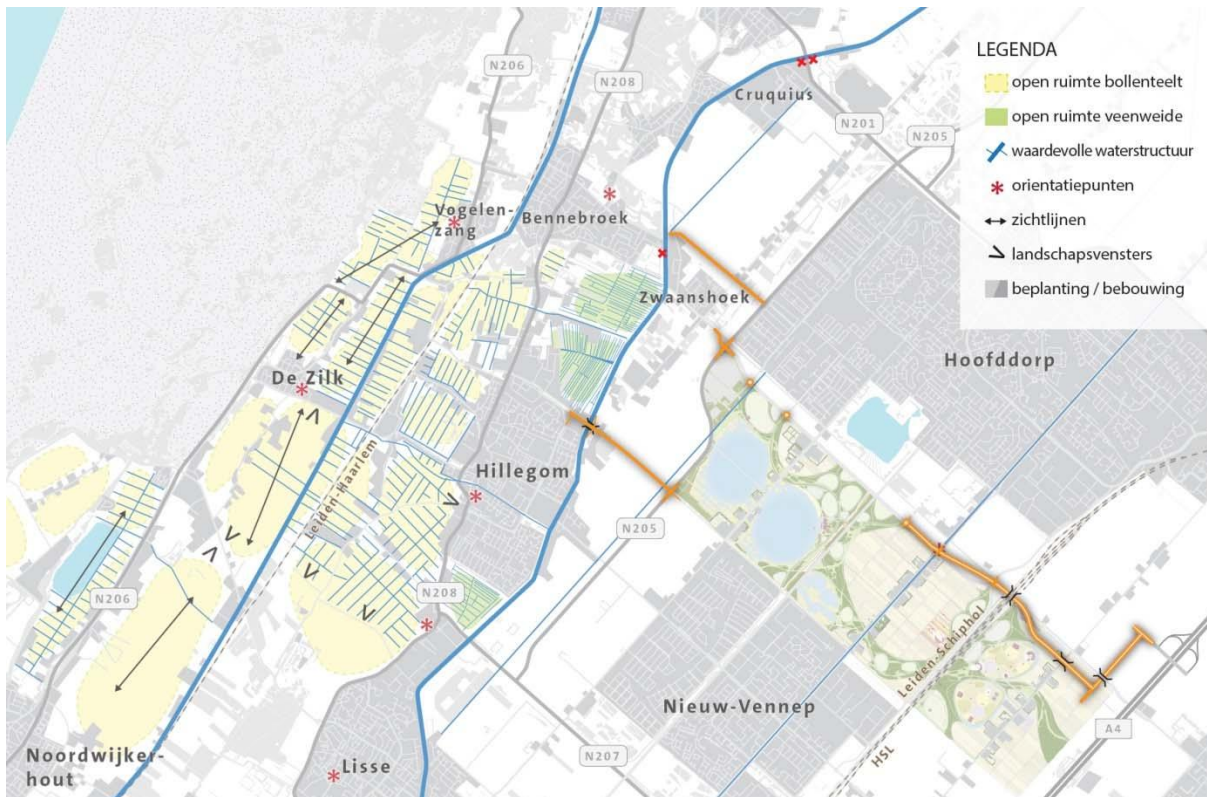 LEGENDA
open ruimte bollenteelt
open ruimte veenweide
waardevolle waterstructuur
orientatiepunten
zichtlijnen
landschapsvensters
beplanting / bebouwing
N206
N208
Cruquius
N201
N205
Vogelen-
zang
Bennebroek
Zwaanshoek
Hoofddorp
De Zilk
Leiden-Haarlem
Hillegom
N205
N206
N208
Leiden-Schiphol
Nieuw-Vennep
A4
HSL
N207
Noordwijker-
hout
Lisse